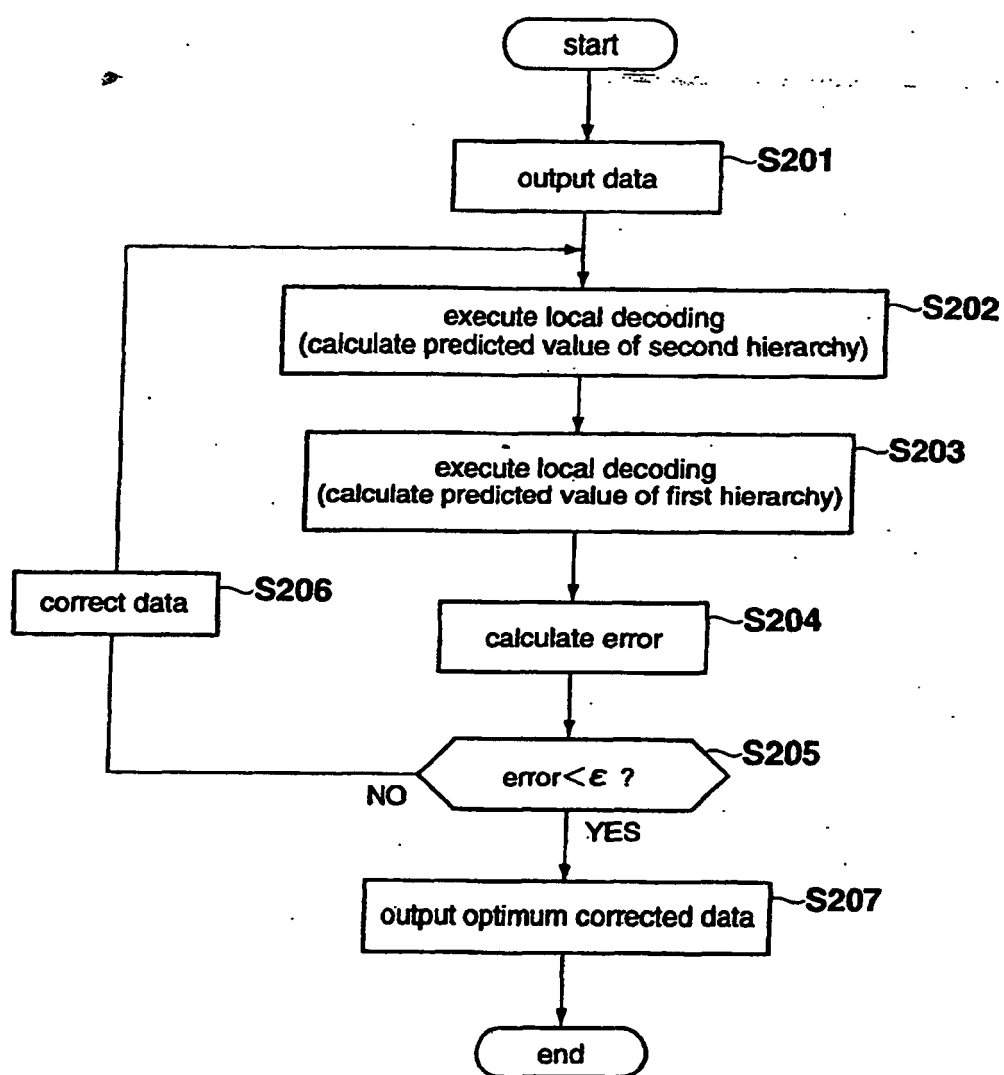 start
output data
S201
execute local decoding
(calculate predicted value of second hierarchy)
S202
execute local decoding
(calculate predicted value of first hierarchy)
S203
correct data
S206
calculate error
S204
error<ε ?
S205
NO
YES
output optimum corrected data
S207
end